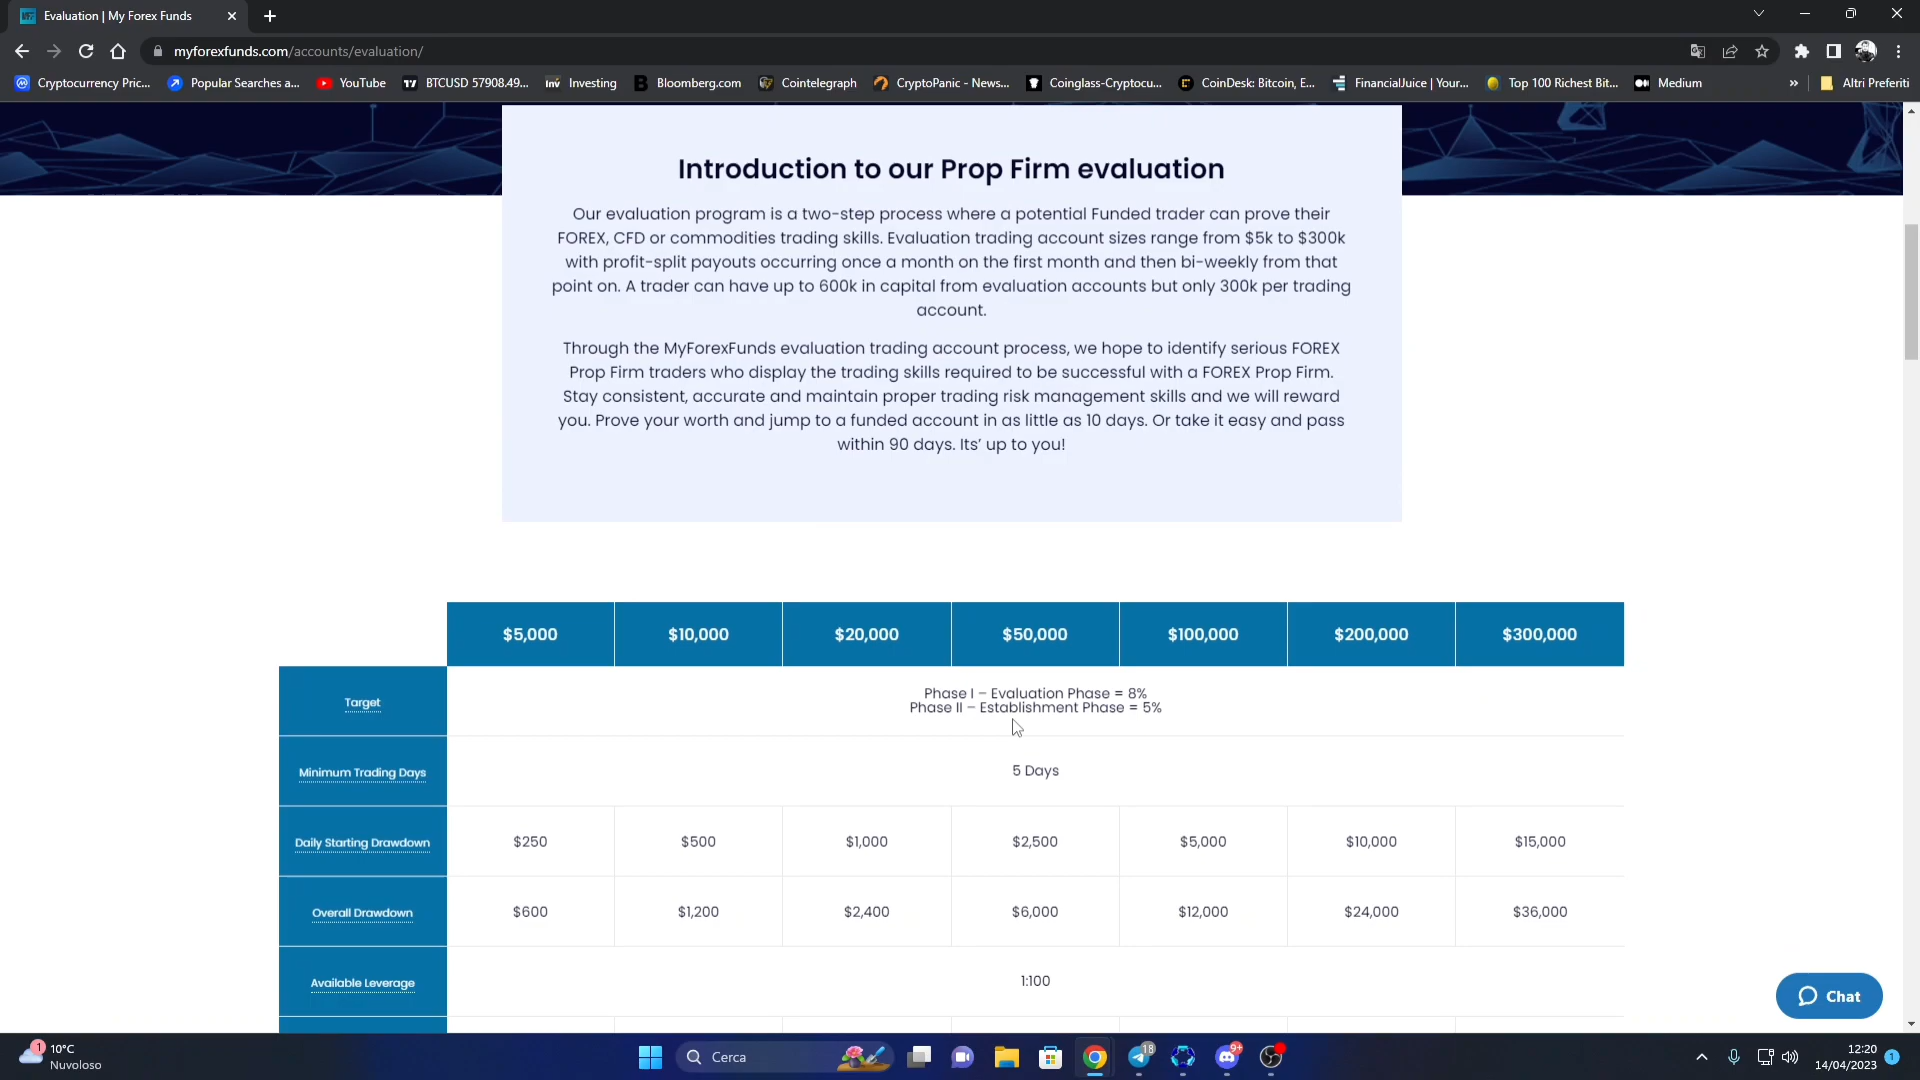 Evaluation | My Forex Funds
myforexfunds.com/accounts/evaluation/
Cryptocurrency Pric...
Popular Searches a...
YouTube
BTCUSD 57908.49...
Inv Investing
Bloomberg.com
Cointelegraph
CryptoPanic - News...
Coinglass-Cryptocu...
CoinDesk: Bitcoin, E...
FinancialJuice | Your...
Top 100 Richest Bit...
Medium
»
Altri Preferiti
Introduction to our Prop Firm evaluation
Our evaluation program is a two-step process where a potential Funded trader can prove their
FOREX, CFD or commodities trading skills. Evaluation trading account sizes range from $5k to $300k
with profit-split payouts occurring once a month on the first month and then bi-weekly from that
point on. A trader can have up to 600k in capital from evaluation accounts but only 300k per trading
account.
Through the MyForexFunds evaluation trading account process, we hope to identify serious FOREX
Prop Firm traders who display the trading skills required to be successful with a FOREX Prop Firm.
Stay consistent, accurate and maintain proper trading risk management skills and we will reward
you. Prove your worth and jump to a funded account in as little as 10 days. Or take it easy and pass
within 90 days. Its' up to you!
$5,000 $10,000 $20,000 $50,000 $100,000 $200,000 $300,000
Target
Phase I – Evaluation Phase = 8%
Phase II – Establishment Phase = 5%
Minimum Trading Days 5 Days
Daily Starting Drawdown $250 $500 $1,000 $2,500 $5,000 $10,000 $15,000
Overall Drawdown $600 $1,200 $2,400 $6,000 $12,000 $24,000 $36,000
Available Leverage 1:100
Chat
1
10°C
Nuvoloso
Cerca
18
9+
12:20
14/04/2023
1